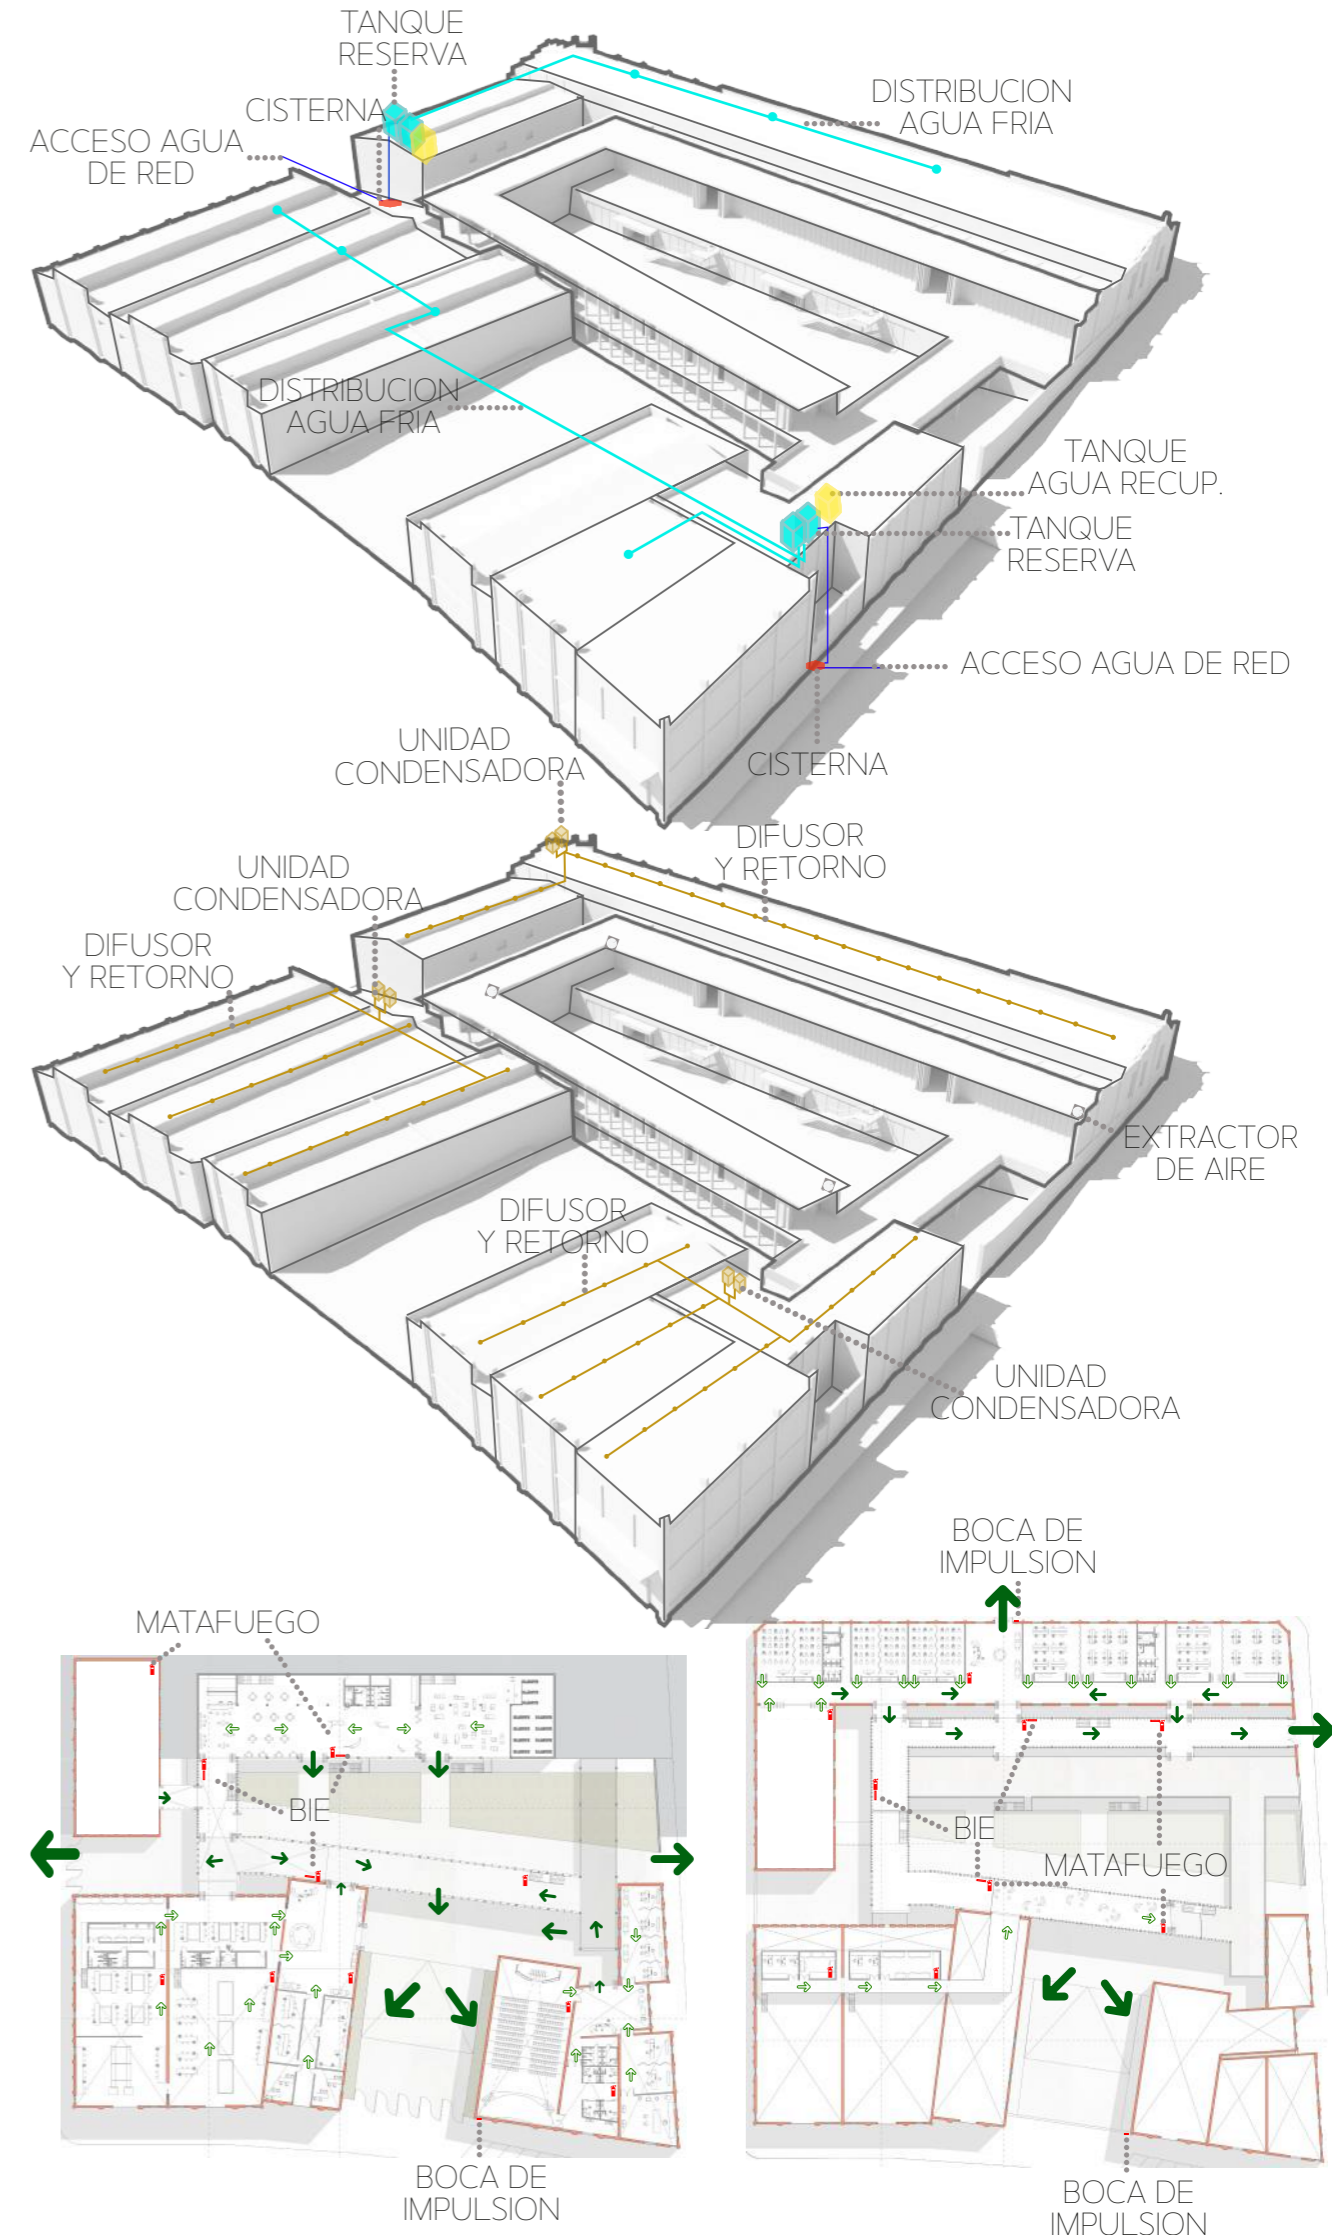 TANQUE
RESERVA
CISTERNA
ACCESO AGUA
DE RED
DISTRIBUCION
AGUA FRIA
DISTRIBUCION
AGUA FRIA
TANQUE
AGUA RECUP.
TANQUE
RESERVA
ACCESO AGUA DE RED
CISTERNA
UNIDAD
CONDENSADORA
DIFUSOR
Y RETORNO
UNIDAD
CONDENSADORA
DIFUSOR
Y RETORNO
EXTRACTOR
DE AIRE
DIFUSOR
Y RETORNO
UNIDAD
CONDENSADORA
BOCA DE
IMPULSION
MATAFUEGO
BIE
BOCA DE
IMPULSION
BIE
MATAFUEGO
BOCA DE
IMPULSION